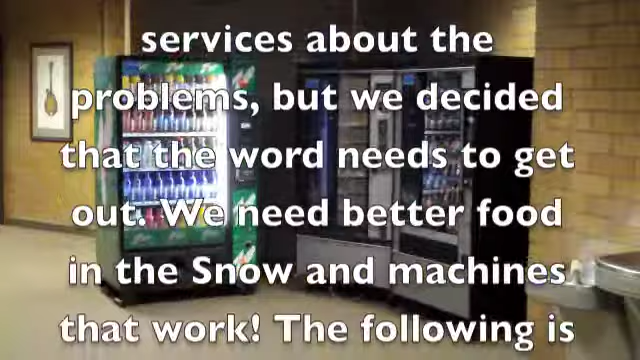 services about the
problems, but we decided
that the word needs to get
out. We need better food
in the Snow and machines
that work! The following is